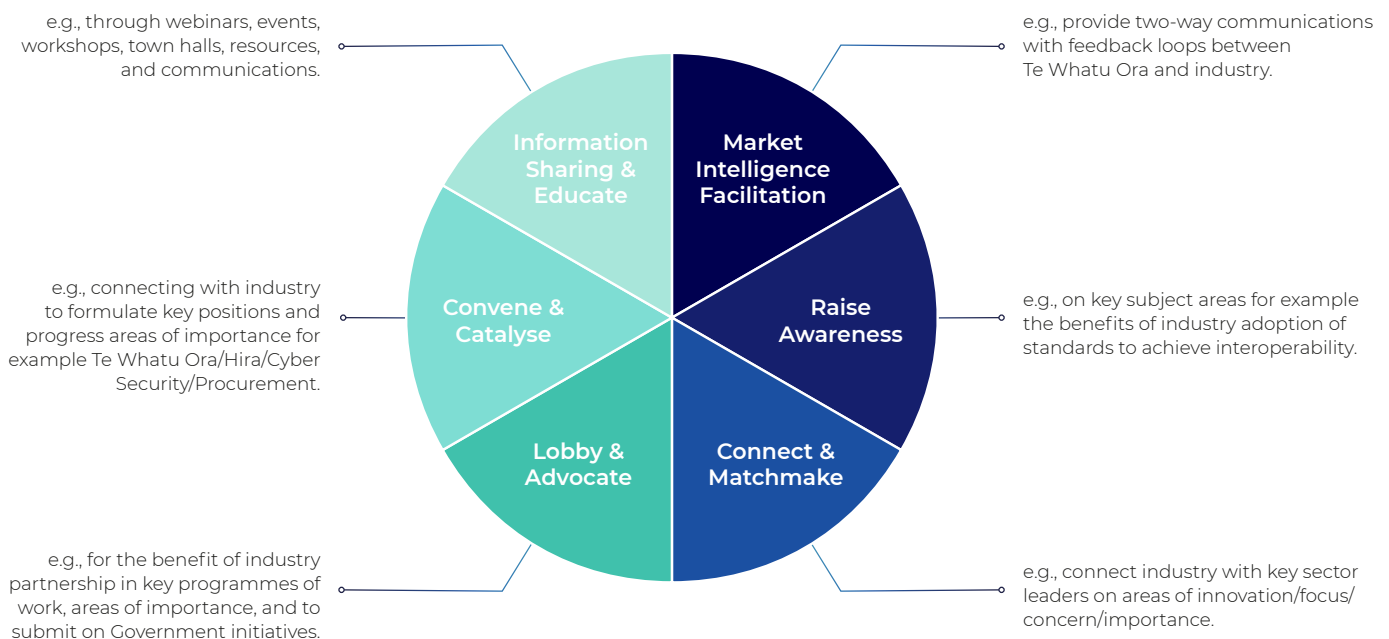 e.g., through webinars, events,
workshops, town halls, resources,
and communications.
e.g., provide two-way communications
with feedback loops between
Te Whatu Ora and industry.
Information
Sharing &
Educate
Market
Intelligence
Facilitation
e.g., connecting with industry
to formulate key positions and
progress areas of importance for
example Te Whatu Ora/Hira/Cyber
Security/Procurement.
Convene &
Catalyse
Raise
Awareness
e.g., on key subject areas for example
the benefits of industry adoption of
standards to achieve interoperability.
Lobby &
Advocate
Connect &
Matchmake
e.g., for the benefit of industry
partnership in key programmes of
work, areas of importance, and to
submit on Government initiatives.
e.g., connect industry with key sector
leaders on areas of innovation/focus/
concern/importance.